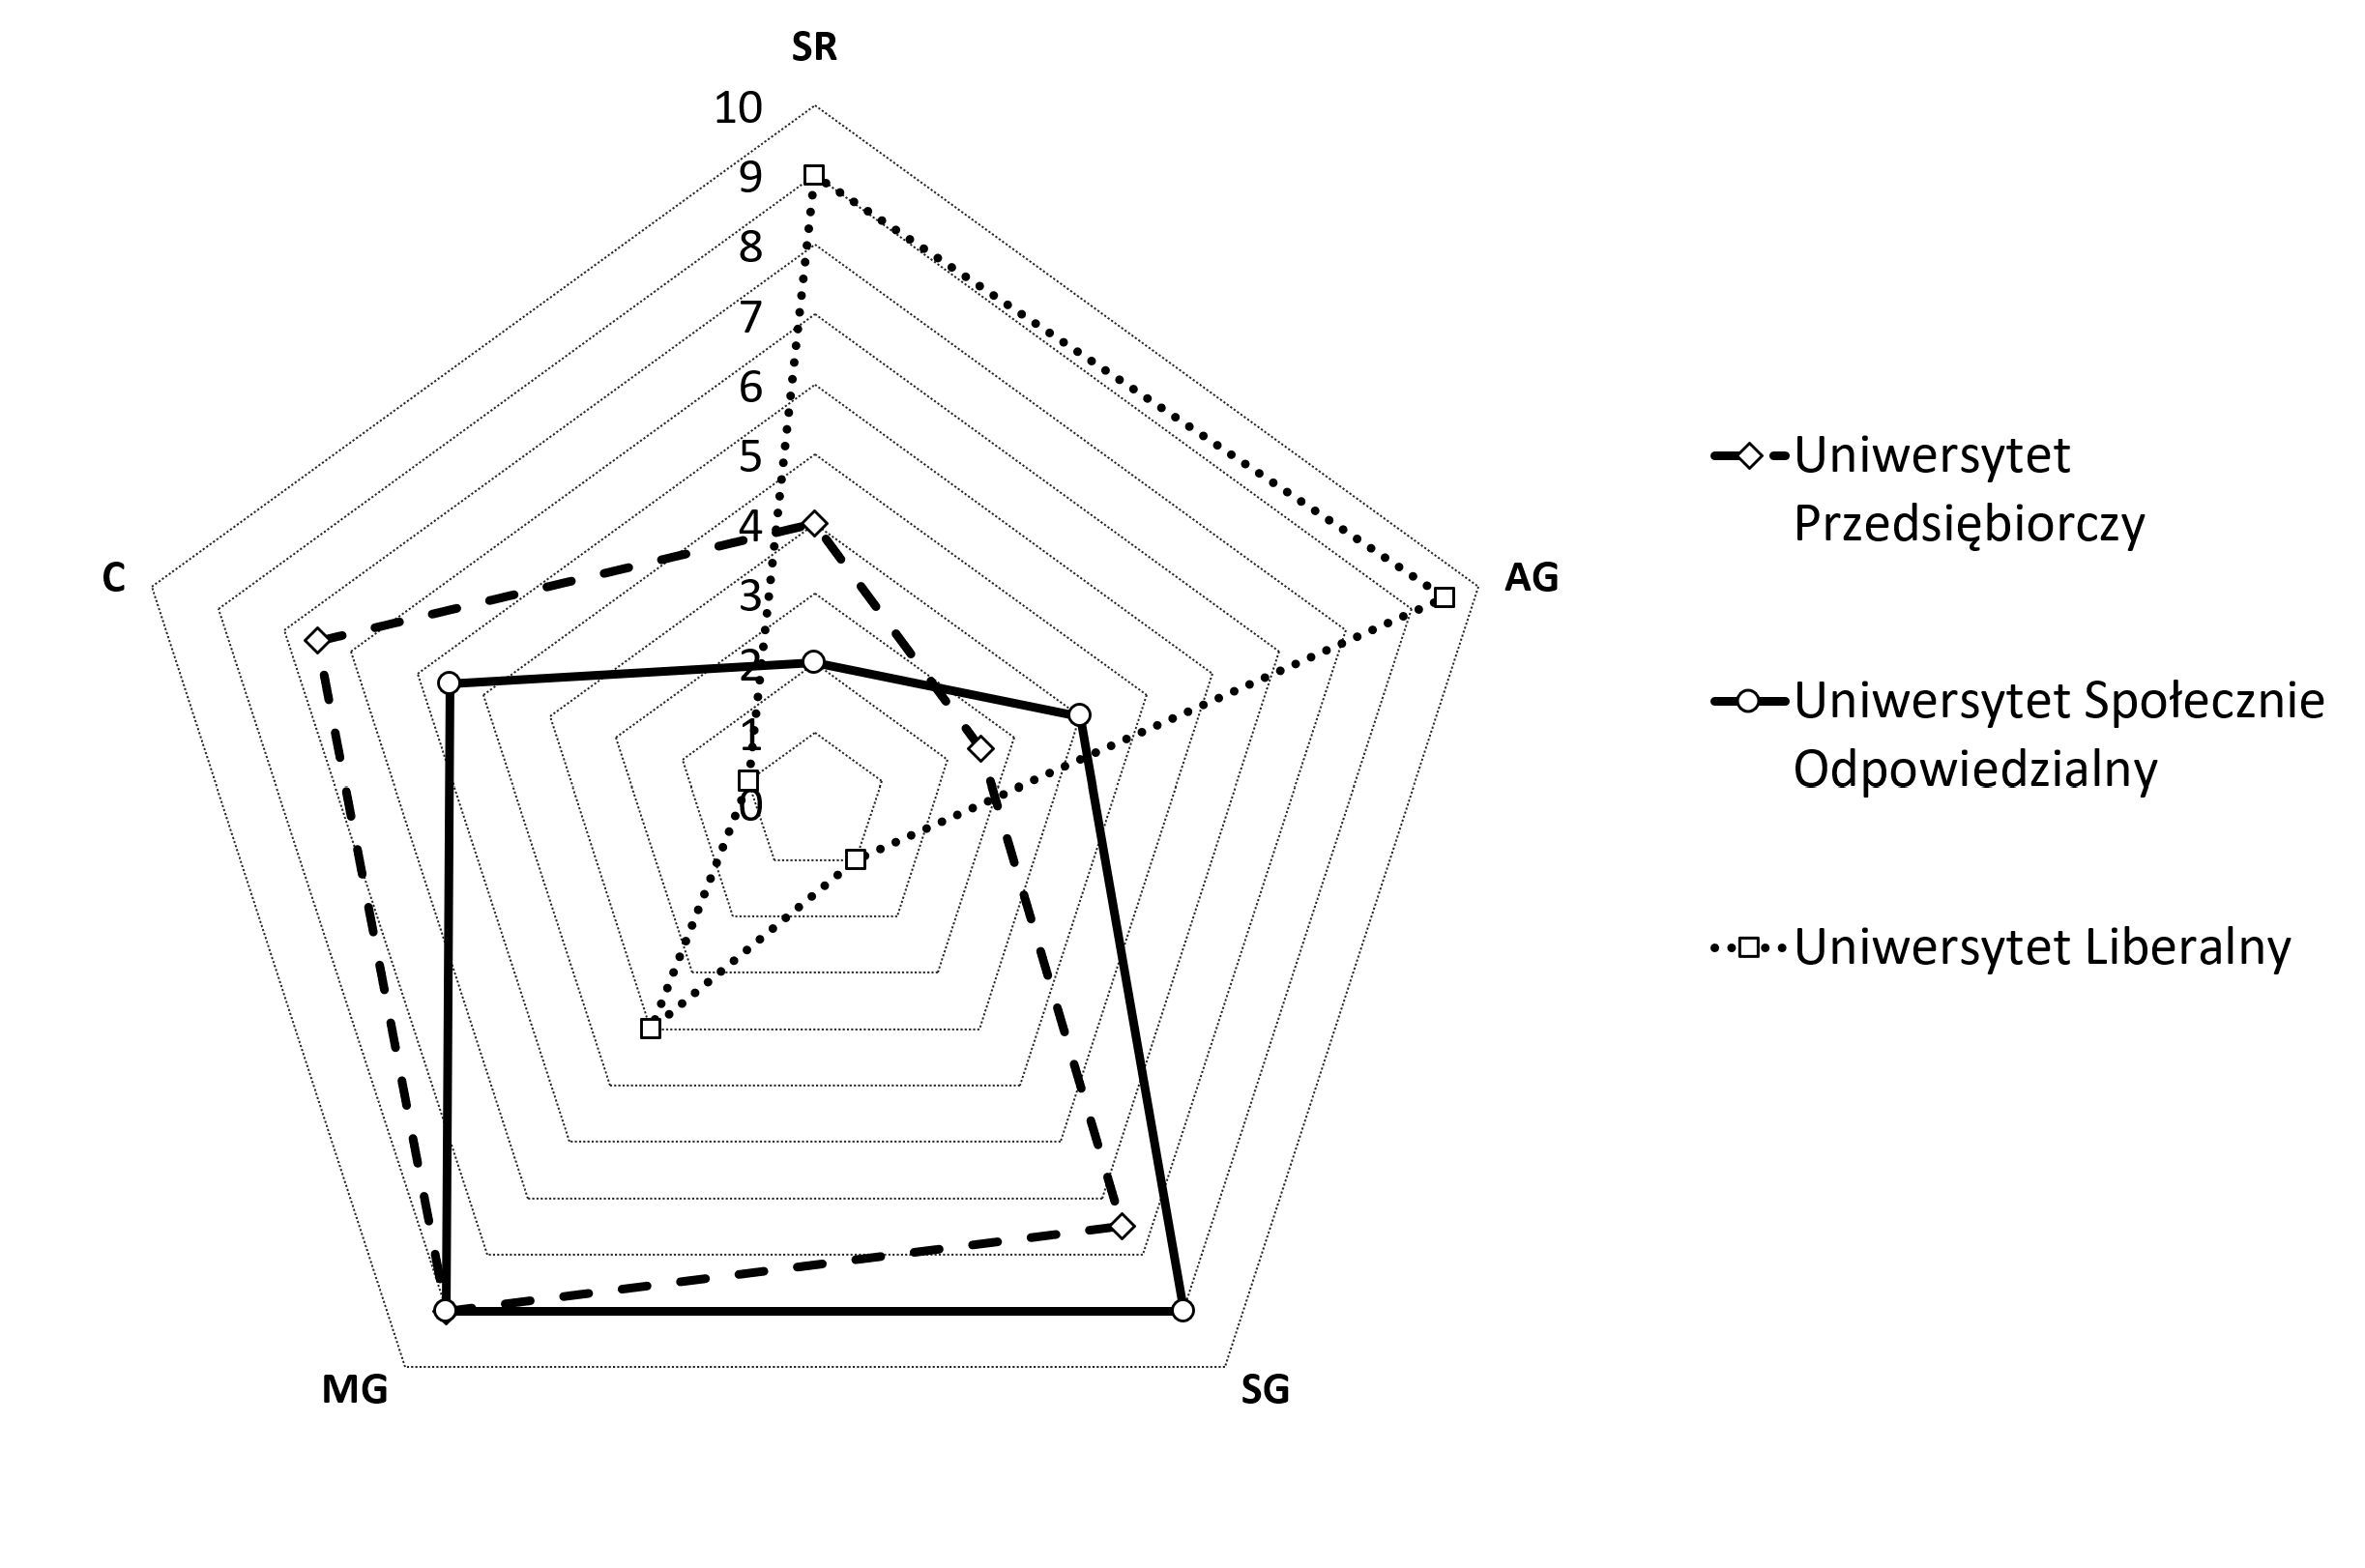 SR
10
9
8
7
6
5
4
3
2
1
0
C
AG
MG
SG
Uniwersytet
Przedsiębiorczy
Uniwersytet Społecznie
Odpowiedzialny
Uniwersytet Liberalny